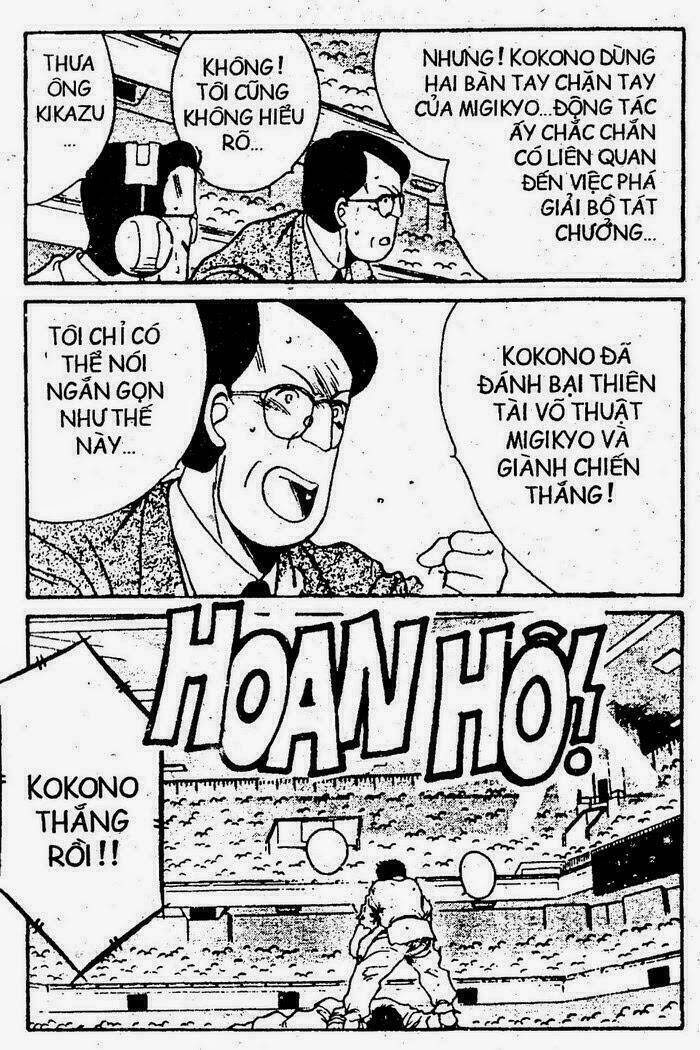 THƯA
ÔNG
KIKAZU
...
KHÔNG!
TÔI CŨNG
KHÔNG HIỂU
RÕ...
NHƯNG! KOKONO DÙNG
HAI BÀN TAY CHẶN TAY
CỦA MIGIKYO...ĐỘNG TÁC
ẤY CHẮC CHẮN
CÓ LIÊN QUAN
ĐẾN VIỆC PHÁ
GIẢI BỒ TÁT
CHƯỞNG...
TÔI CHỈ CÓ
THỂ NÓI
NGẮN GỌN
NHƯ THẾ
NÀY...
KOKONO ĐÃ
ĐÁNH BẠI THIÊN
TÀI VÕ THUẬT
MIGIKYO VÀ
GIÀNH CHIẾN
THẮNG!
HOAN HÔ!
KOKONO
THẮNG
RỒI!!